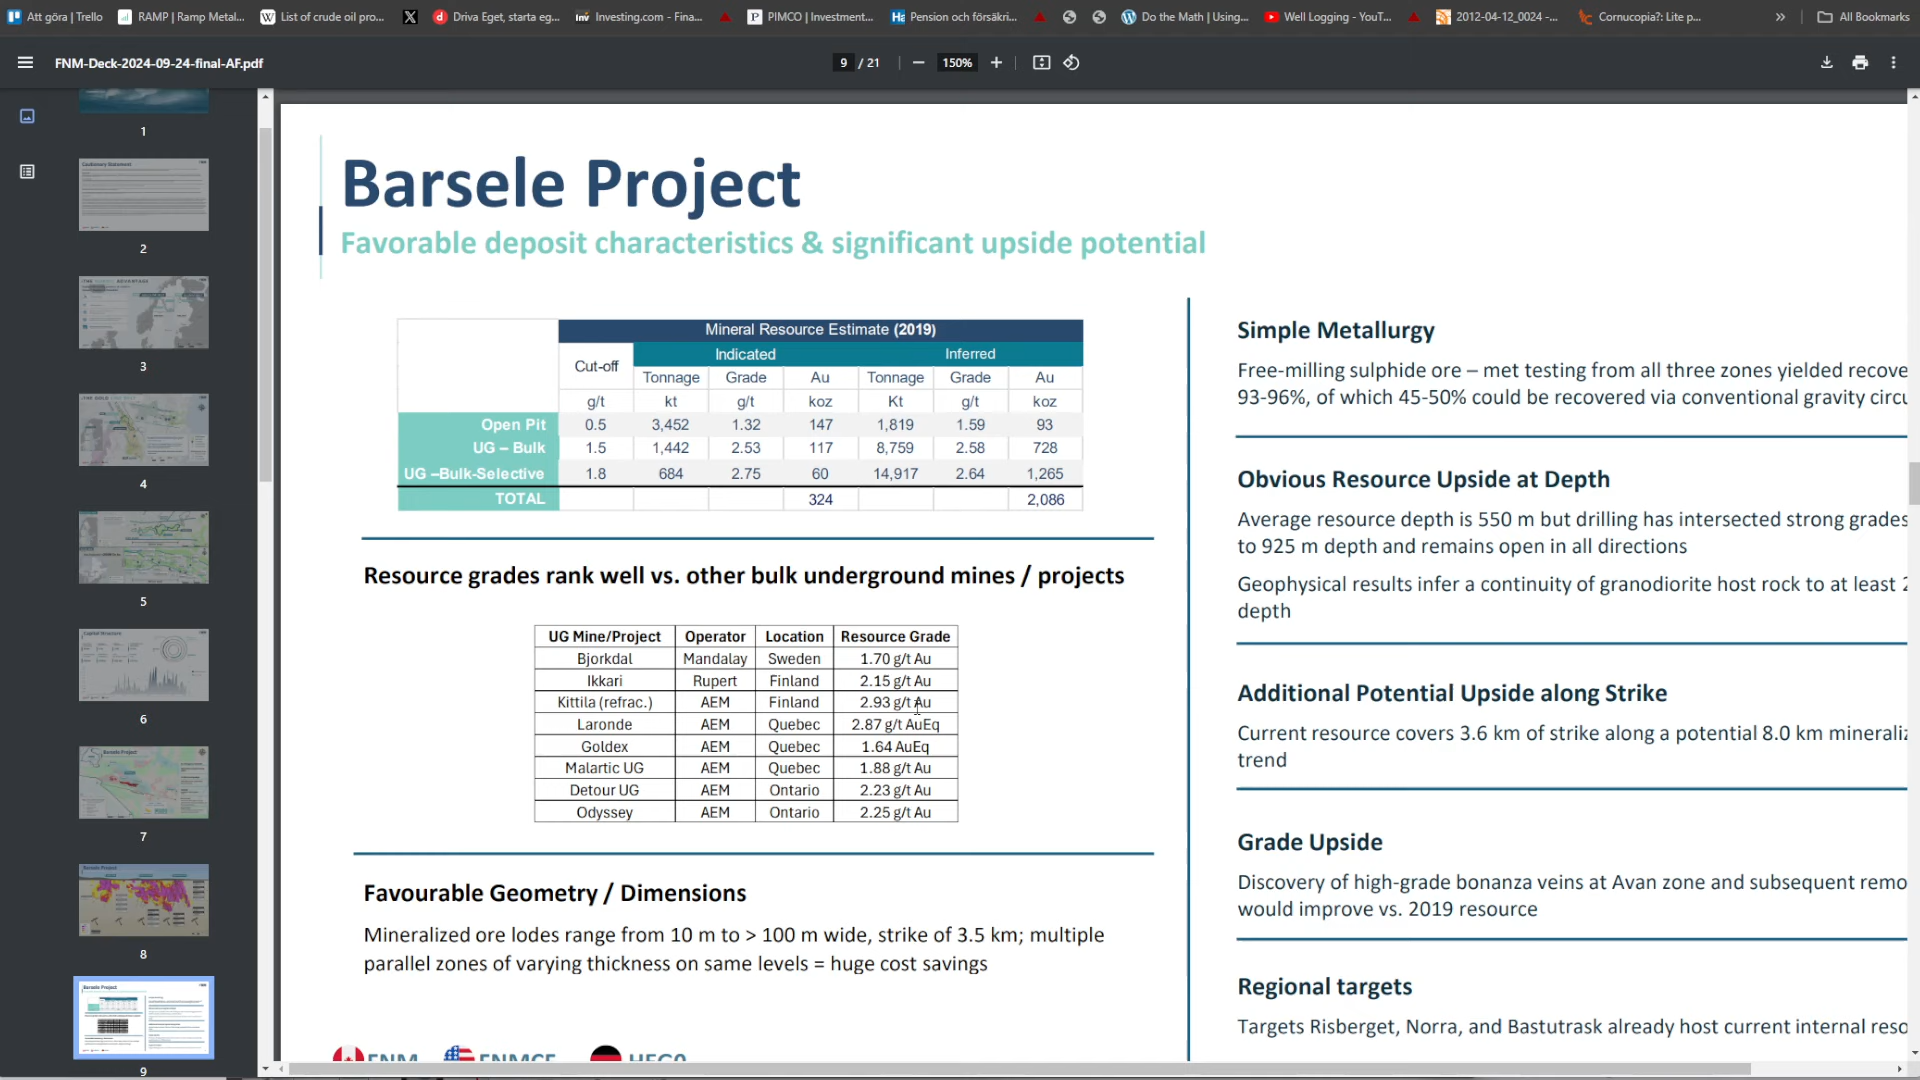 Att göra | Trello
RAMP | Ramp Metal...
List of crude oil pro...
Driva Eget, starta eg...
Investing.com - Fina...
PIMCO | Investment...
Pension och försäkri...
Do the Math | Using...
Well Logging - YouT...
2012-04-12_0024 -...
Cornucopia?: Lite p...
»
All Bookmarks
FNM-Deck-2024-09-24-final-AF.pdf
9 / 21
150%
1
2
3
4
5
6
7
8
9
Barsele Project
Favorable deposit characteristics & significant upside potential
Mineral Resource Estimate (2019)
Cut-off Indicated Inferred
Tonnage Grade Au Tonnage Grade Au
g/t kt g/t koz Kt g/t koz
Open Pit 0.5 3,452 1.32 147 1,819 1.59 93
UG – Bulk 1.5 1,442 2.53 117 8,759 2.58 728
UG –Bulk-Selective 1.8 684 2.75 60 14,917 2.64 1,265
TOTAL 324 2,086
Resource grades rank well vs. other bulk underground mines / projects
UG Mine/Project Operator Location Resource Grade
Bjorkdal Mandalay Sweden 1.70 g/t Au
Ikkari Rupert Finland 2.15 g/t Au
Kittila (refrac.) AEM Finland 2.93 g/t Au
Laronde AEM Quebec 2.87 g/t AuEq
Goldex AEM Quebec 1.64 AuEq
Malartic UG AEM Quebec 1.88 g/t Au
Detour UG AEM Ontario 2.23 g/t Au
Odyssey AEM Ontario 2.25 g/t Au
Favourable Geometry / Dimensions
Mineralized ore lodes range from 10 m to > 100 m wide, strike of 3.5 km; multiple
parallel zones of varying thickness on same levels = huge cost savings
Simple Metallurgy
Free-milling sulphide ore – met testing from all three zones yielded recove
93-96%, of which 45-50% could be recovered via conventional gravity circu
Obvious Resource Upside at Depth
Average resource depth is 550 m but drilling has intersected strong grades
to 925 m depth and remains open in all directions
Geophysical results infer a continuity of granodiorite host rock to at least 2
depth
Additional Potential Upside along Strike
Current resource covers 3.6 km of strike along a potential 8.0 km mineraliz
trend
Grade Upside
Discovery of high-grade bonanza veins at Avan zone and subsequent remo
would improve vs. 2019 resource
Regional targets
Targets Risberget, Norra, and Bastutrask already host current internal reso